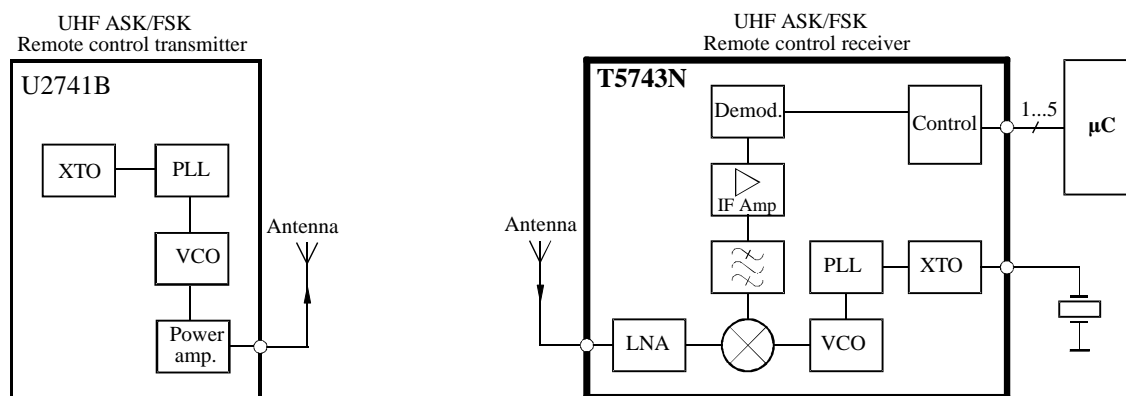 UHF ASK/FSK
Remote control transmitter
U2741B
XTO
PLL
VCO
Power
amp.
Antenna
UHF ASK/FSK
Remote control receiver
T5743N
Demod.
Control
1...5
µC
IF Amp
Antenna
PLL
XTO
LNA
VCO